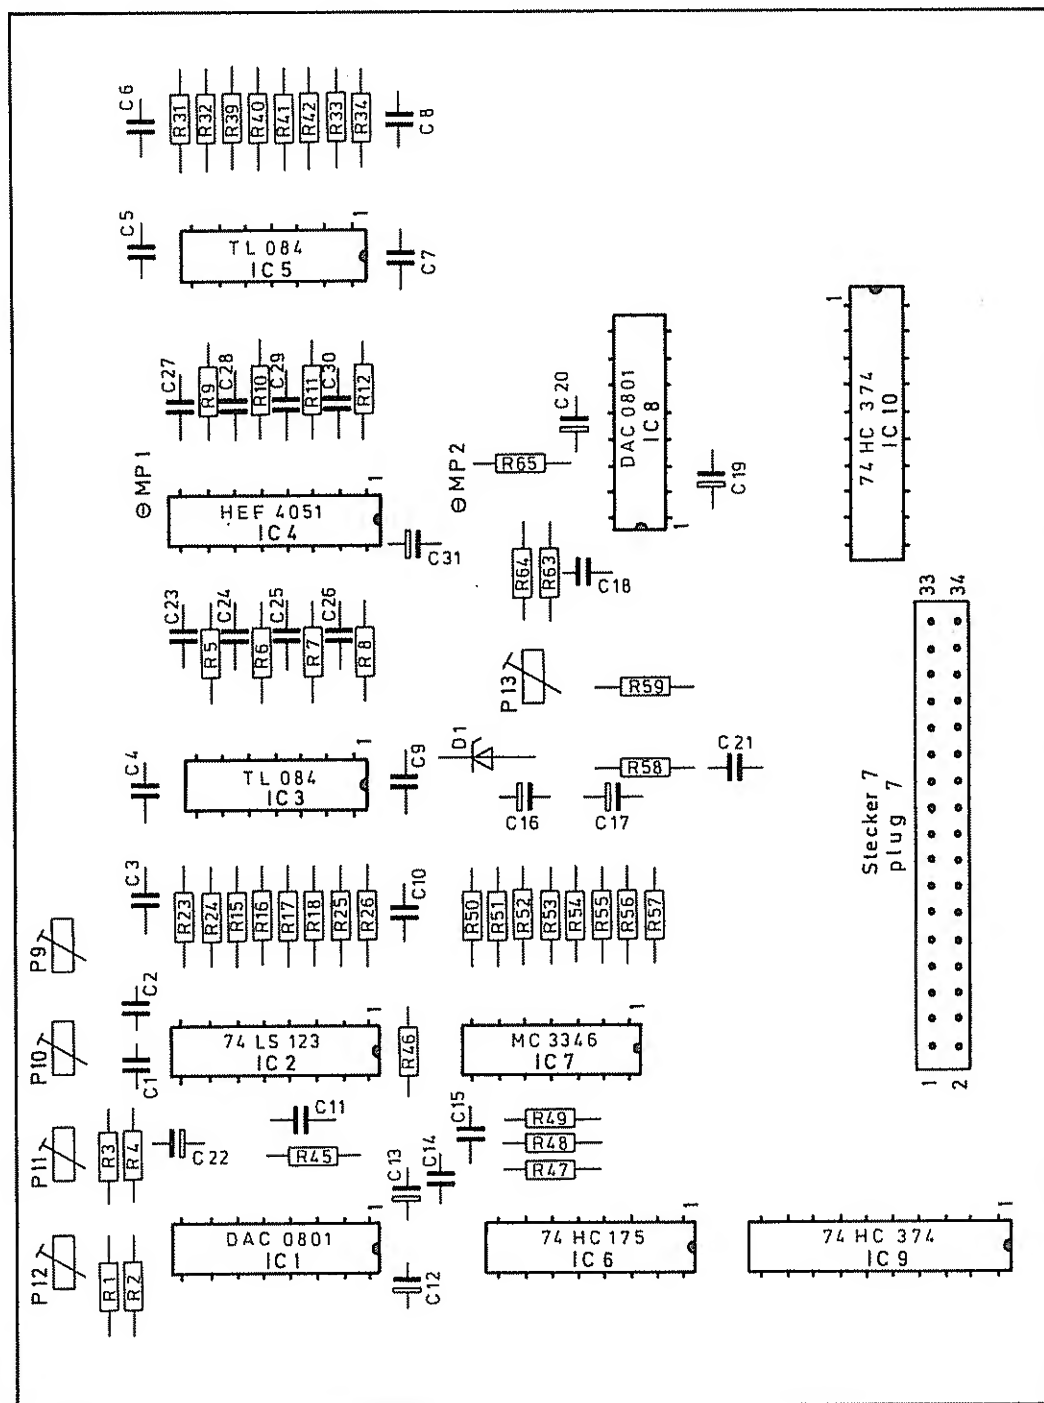 C6
R31
R32
R39
R40
R41
R42
R33
R34
C8
C5
TL 084
IC5
1
C7
C27
R9
C28
R10
C29
R11
C30
R12
C20
DAC 0801
IC8
1
1
74 HC 374
IC10
MP1
HEF 4051
IC4
1
C31
MP2
R65
C19
C23
R5
C24
R6
C25
R7
C26
R8
R64
R63
C18
P13
R59
33
34
C4
TL 084
IC3
1
C9
D1
C16
C17
R58
C21
Stecker 7
plug 7
P9
C3
R23
R24
R15
R16
R17
R18
R25
R26
C10
R50
R51
R52
R53
R54
R55
R56
R57
P10
C2
C1
74 LS 123
IC2
1
R46
MC 3346
IC7
1
1
2
P11
R3
R4
C22
C11
R45
C13
C14
C15
R49
R48
R47
P12
R1
R2
DAC 0801
IC1
1
C12
74 HC 175
IC6
1
74 HC 374
IC9
1